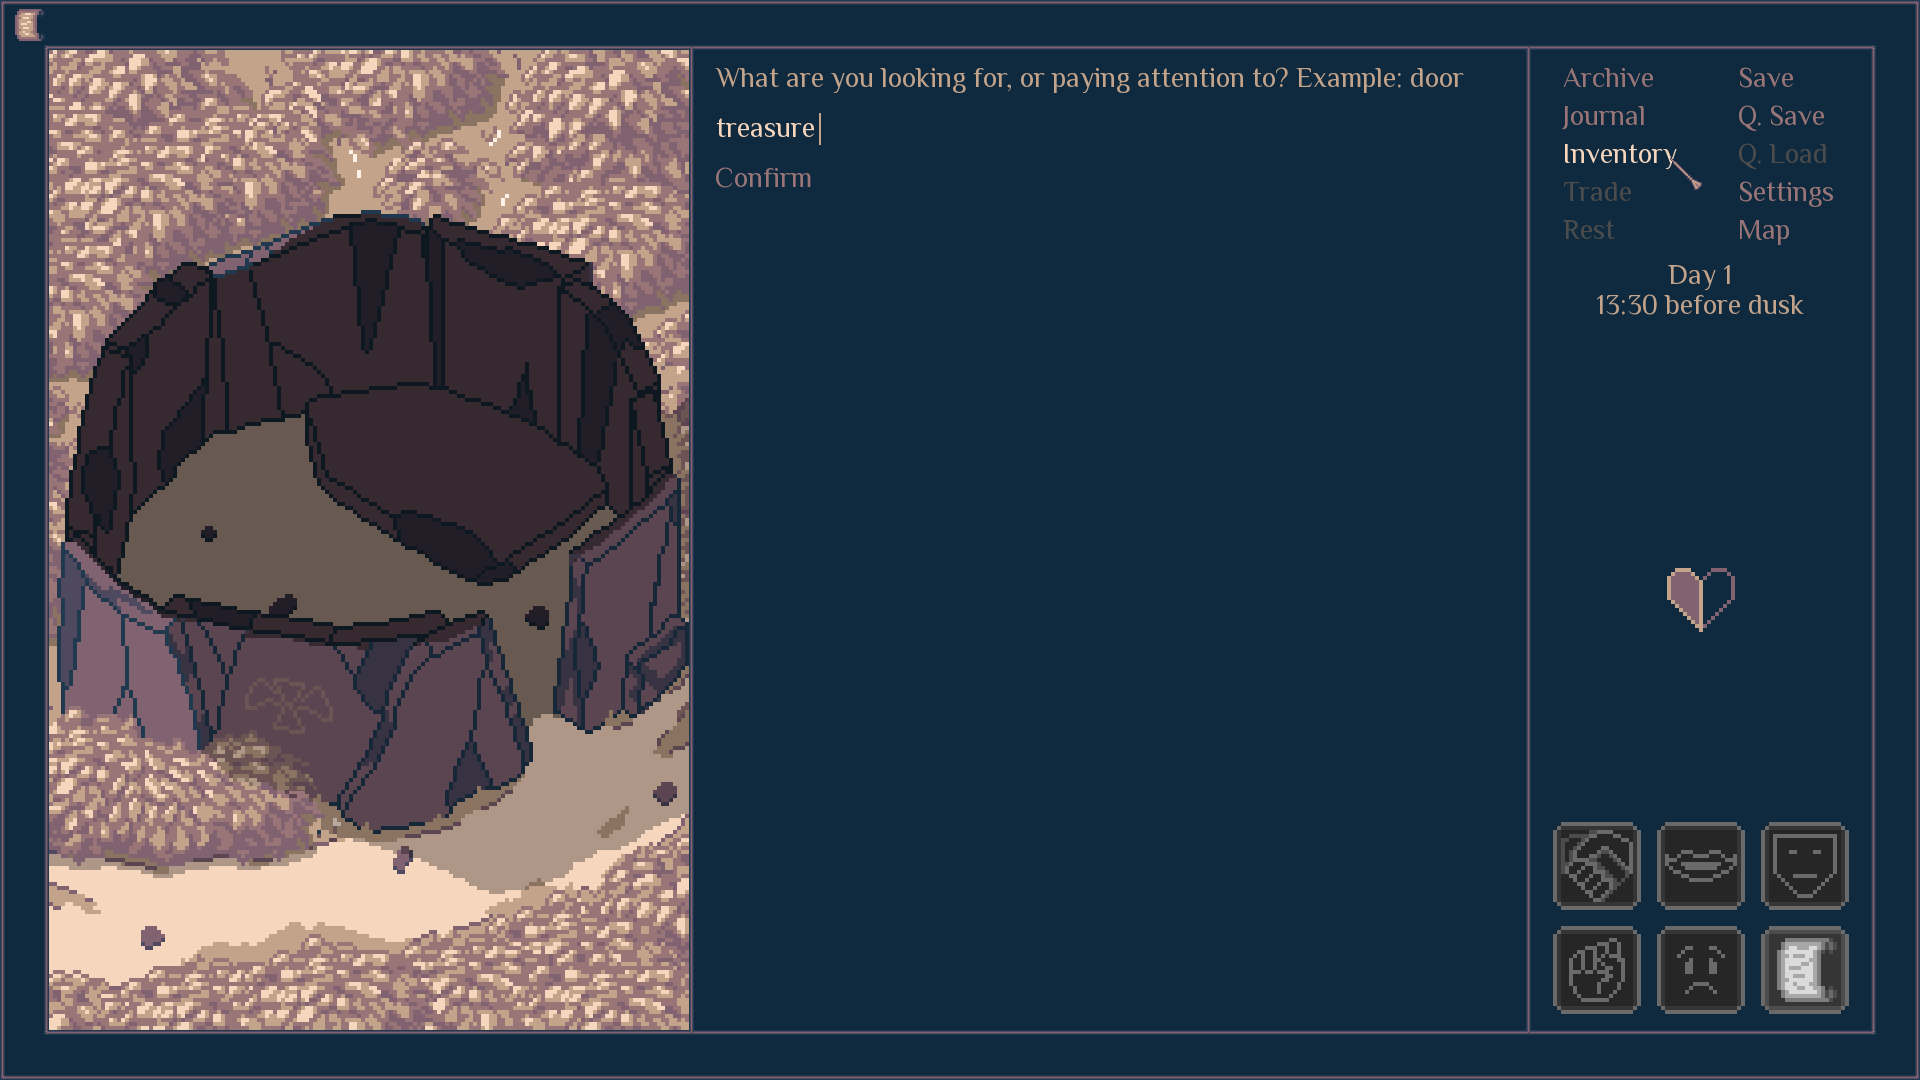 What are you looking for, or paying attention to? Example: door
treasure
Confirm
Archive
Save
Journal
Q. Save
Inventory
Q. Load
Trade
Settings
Rest
Map
Day 1
13:30 before dusk